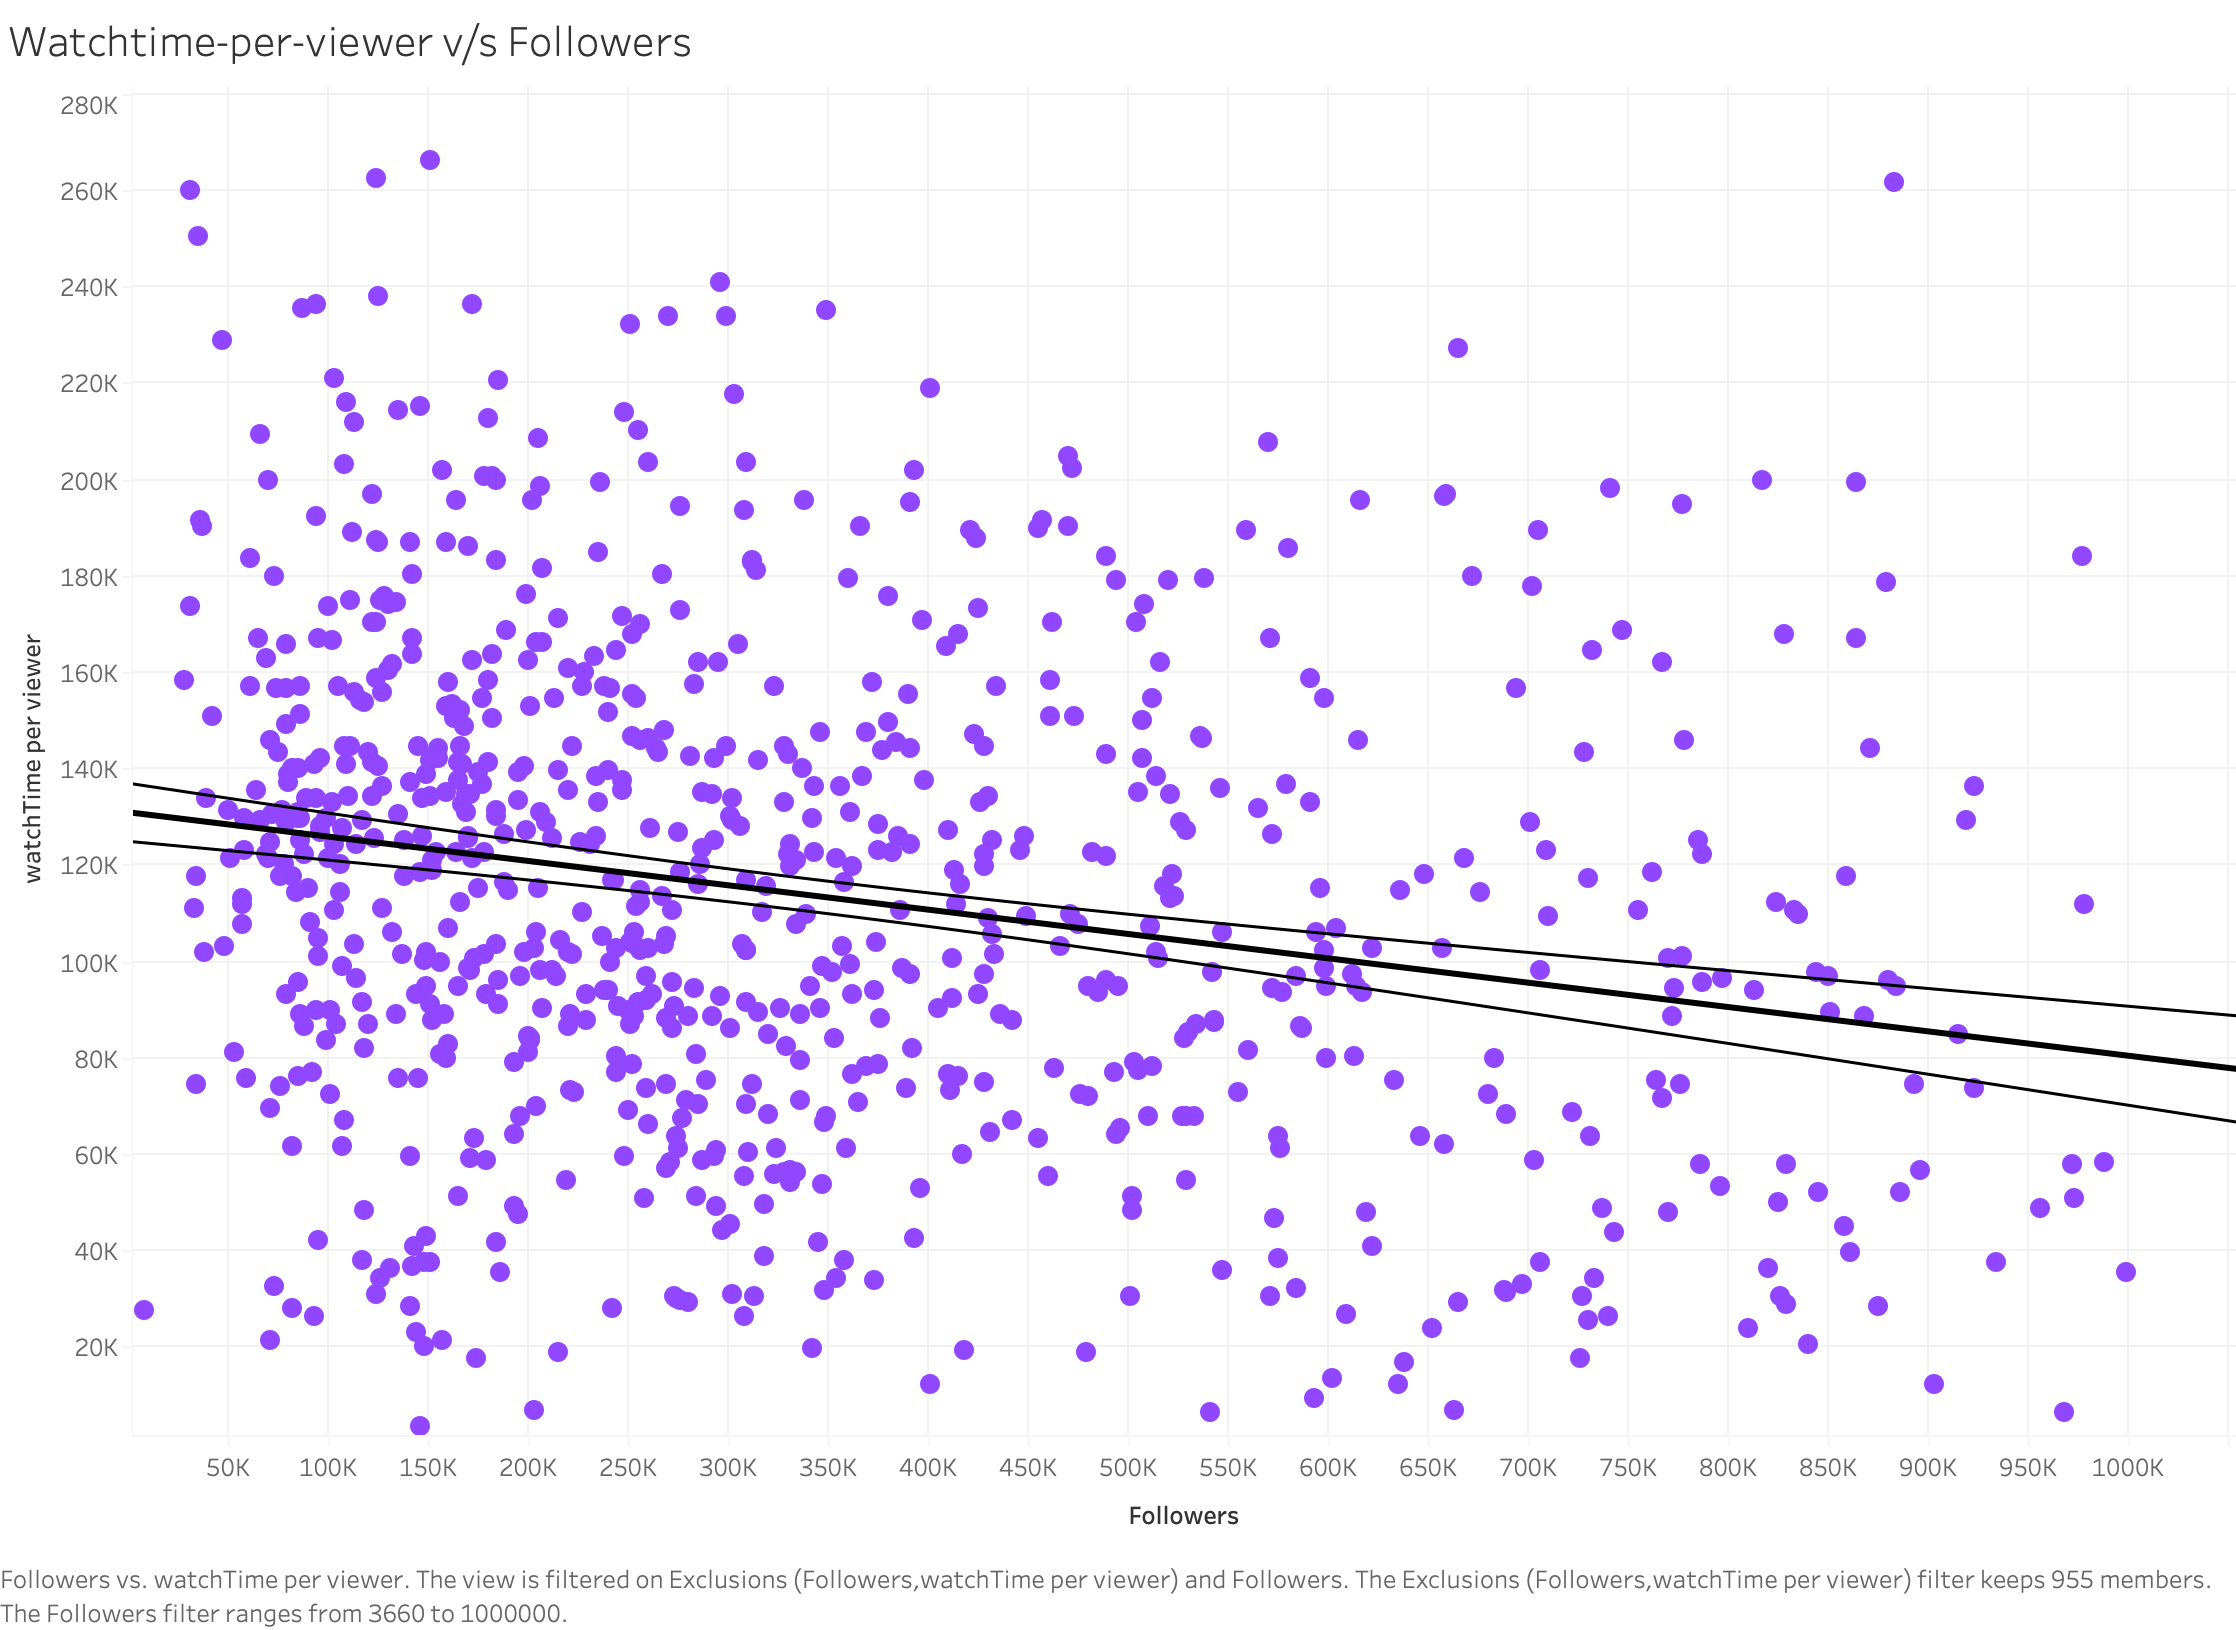 Watchtime-per-viewer v/s Followers
280K
260K
240K
220K
200K
180K
160K
140K
120K
100K
80K
60K
40K
20K
watchTime per viewer
50K 100K 150K 200K 250K 300K 350K 400K 450K 500K 550K 600K 650K 700K 750K 800K 850K 900K 950K 1000K
Followers
Followers vs. watchTime per viewer. The view is filtered on Exclusions (Followers,watchTime per viewer) and Followers. The Exclusions (Followers,watchTime per viewer) filter keeps 955 members.
The Followers filter ranges from 3660 to 1000000.